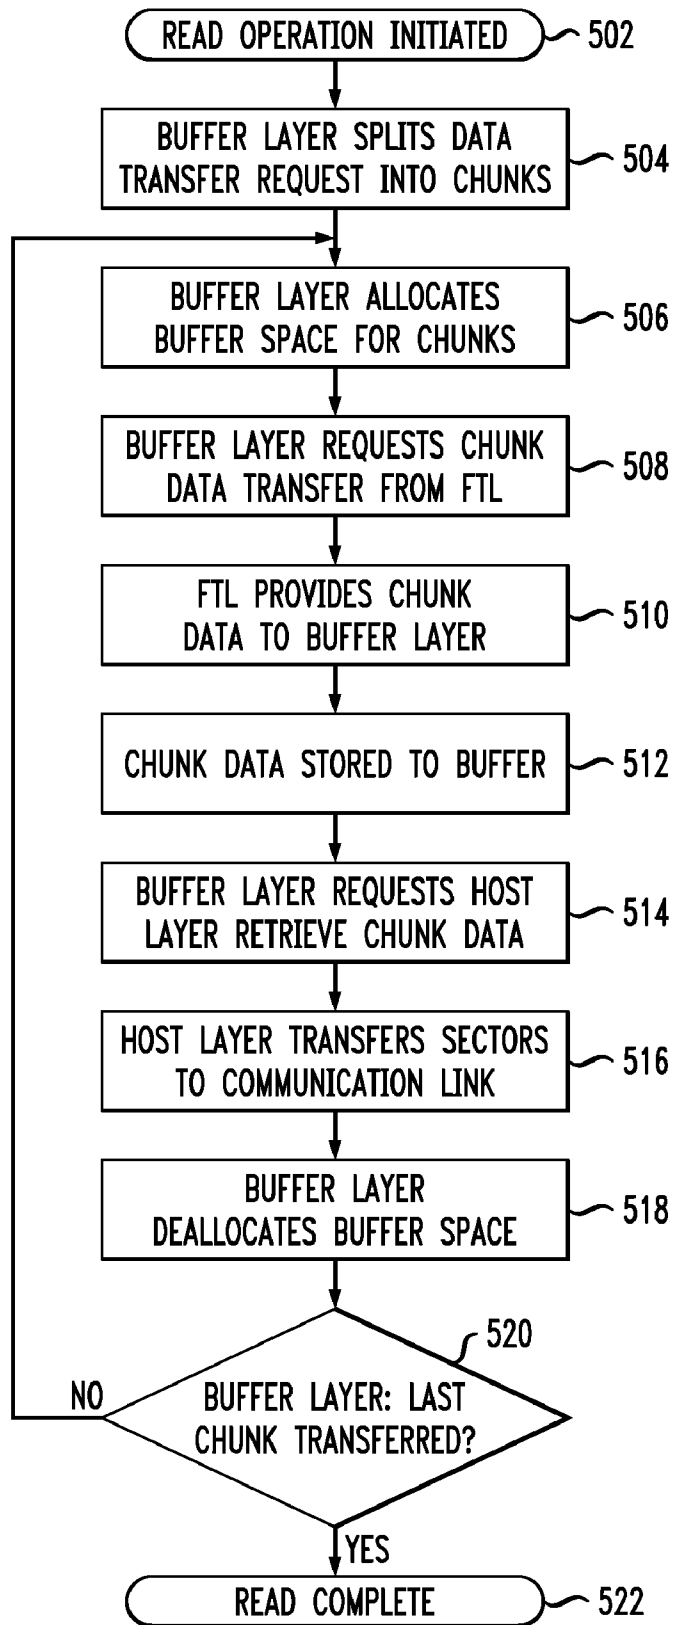 READ OPERATION INITIATED
502
BUFFER LAYER SPLITS DATA
TRANSFER REQUEST INTO CHUNKS
504
BUFFER LAYER ALLOCATES
BUFFER SPACE FOR CHUNKS
506
BUFFER LAYER REQUESTS CHUNK
DATA TRANSFER FROM FTL
508
FTL PROVIDES CHUNK
DATA TO BUFFER LAYER
510
CHUNK DATA STORED TO BUFFER
512
BUFFER LAYER REQUESTS HOST
LAYER RETRIEVE CHUNK DATA
514
HOST LAYER TRANSFERS SECTORS
TO COMMUNICATION LINK
516
BUFFER LAYER
DEALLOCATES BUFFER SPACE
518
520
NO
BUFFER LAYER: LAST
CHUNK TRANSFERRED?
YES
READ COMPLETE
522